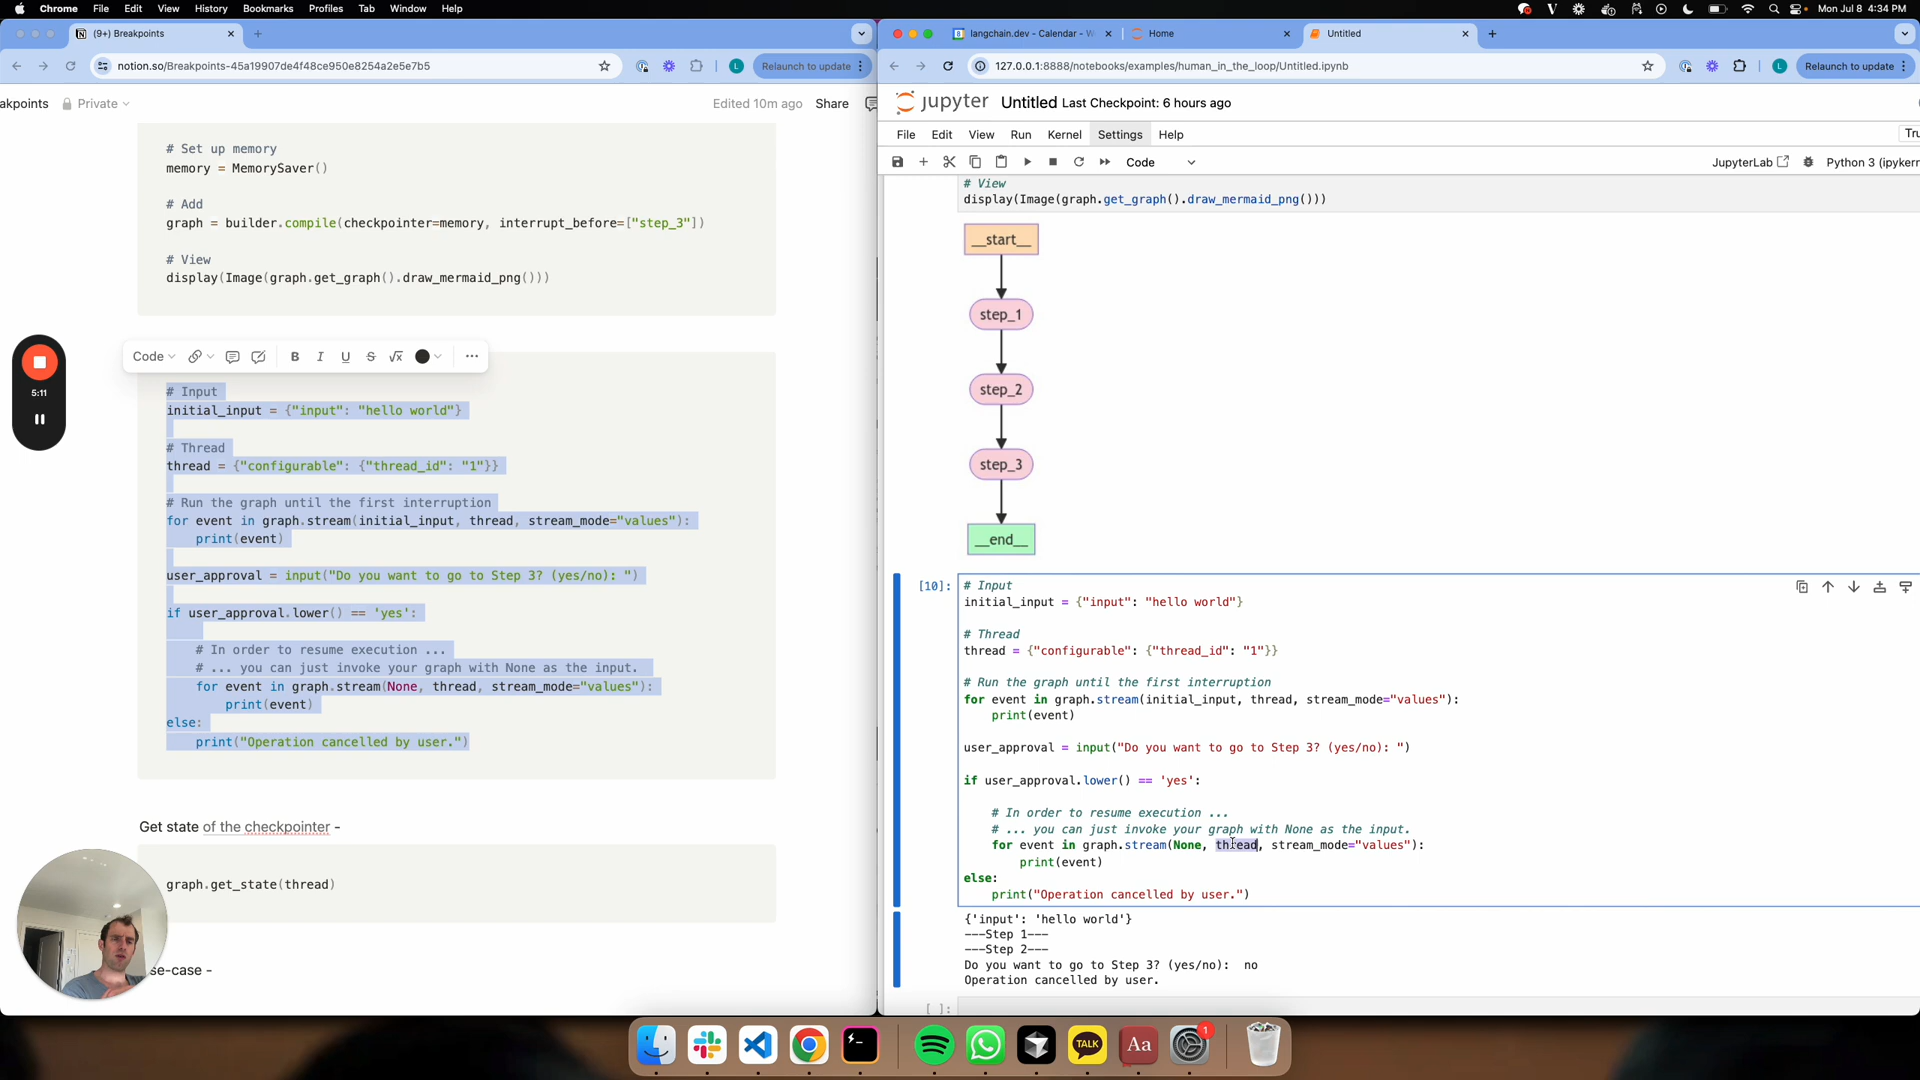 Chrome File Edit View History Bookmarks Profiles Tab Window Help
Mon Jul 8 4:34 PM
(9+) Breakpoints
notion.so/Breakpoints-45a19907de4f48ce950e8254a2e5e7b5
L
Relaunch to update
eakpoints
Private
Edited 10m ago
Share
# Set up memory
memory = MemorySaver()
# Add
graph = builder.compile(checkpointer=memory, interrupt_before=["step_3"])
# View
display(Image(graph.get_graph().draw_mermaid_png()))
Code
B I U S √x
5:11
# Input
initial_input = {"input": "hello world"}
# Thread
thread = {"configurable": {"thread_id": "1"}}
# Run the graph until the first interruption
for event in graph.stream(initial_input, thread, stream_mode="values"):
print(event)
user_approval = input("Do you want to go to Step 3? (yes/no): ")
if user_approval.lower() == 'yes':
# In order to resume execution ...
# ... you can just invoke your graph with None as the input.
for event in graph.stream(None, thread, stream_mode="values"):
print(event)
else:
print("Operation cancelled by user.")
Get state of the checkpointer -
graph.get_state(thread)
se-case -
langchain.dev - Calendar - W
Home
Untitled
127.0.0.1:8888/notebooks/examples/human_in_the_loop/Untitled.ipynb
L
Relaunch to update
jupyter Untitled Last Checkpoint: 6 hours ago
File Edit View Run Kernel Settings Help
Tru
Code
JupyterLab
Python 3 (ipykern
# View
display(Image(graph.get_graph().draw_mermaid_png()))
__start__
step_1
step_2
step_3
__end__
[10]:
# Input
initial_input = {"input": "hello world"}
# Thread
thread = {"configurable": {"thread_id": "1"}}
# Run the graph until the first interruption
for event in graph.stream(initial_input, thread, stream_mode="values"):
print(event)
user_approval = input("Do you want to go to Step 3? (yes/no): ")
if user_approval.lower() == 'yes':
# In order to resume execution ...
# ... you can just invoke your graph with None as the input.
for event in graph.stream(None, thread, stream_mode="values"):
print(event)
else:
print("Operation cancelled by user.")
{'input': 'hello world'}
---Step 1---
---Step 2---
Do you want to go to Step 3? (yes/no): no
Operation cancelled by user.
[ ]:
TALK
Aa
1